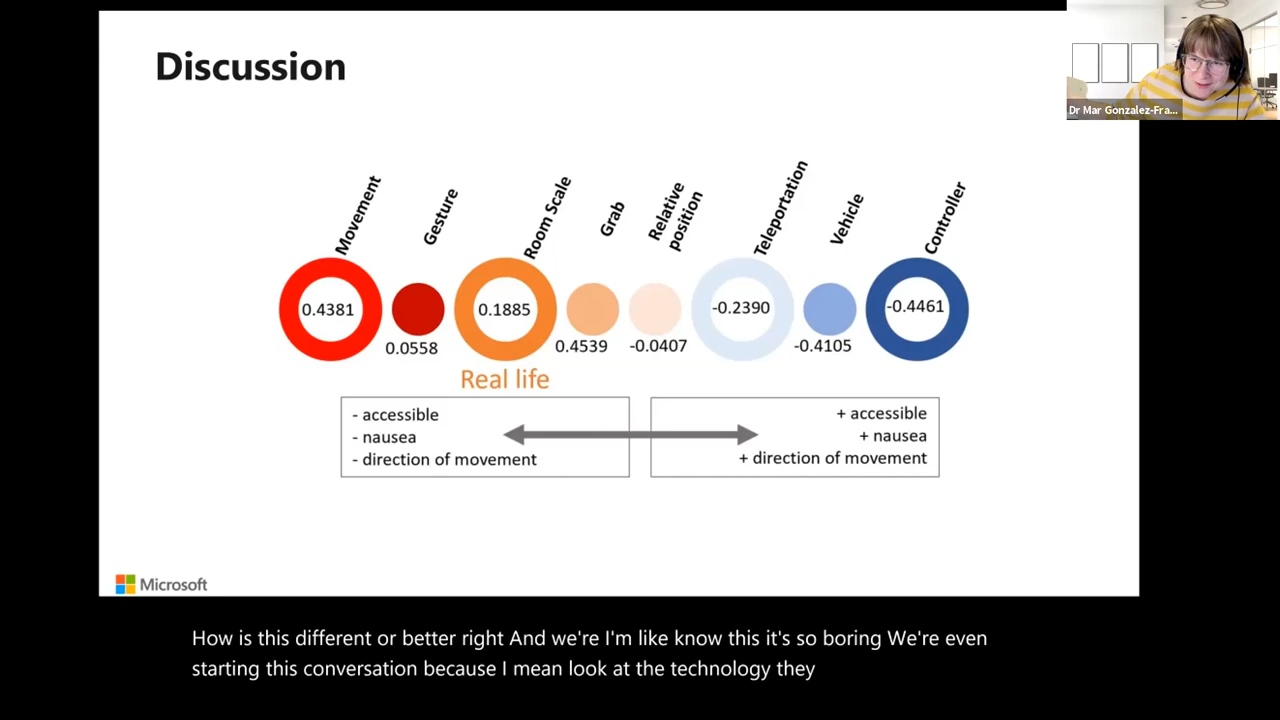 Discussion
Dr Mar Gonzalez-Fra...
Movement
Gesture
Room Scale
Grab
Relative
position
Teleportation
Vehicle
Controller
0.4381
0.0558
0.1885
0.4539
-0.0407
-0.2390
-0.4105
-0.4461
Real life
- accessible
- nausea
- direction of movement
+ accessible
+ nausea
+ direction of movement
Microsoft
How is this different or better right And we're I'm like know this it's so boring We're even
starting this conversation because I mean look at the technology they